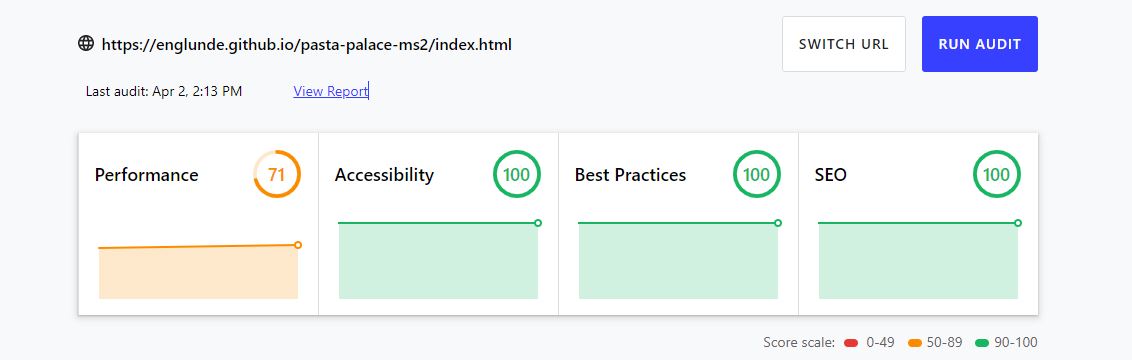 https://englunde.github.io/pasta-palace-ms2/index.html SWITCH URL RUN AUDIT
Last audit: Apr 2, 2:13 PM View Report
Performance 71 Accessibility 100 Best Practices 100 SEO 100
Score scale: 0-49 50-89 90-100